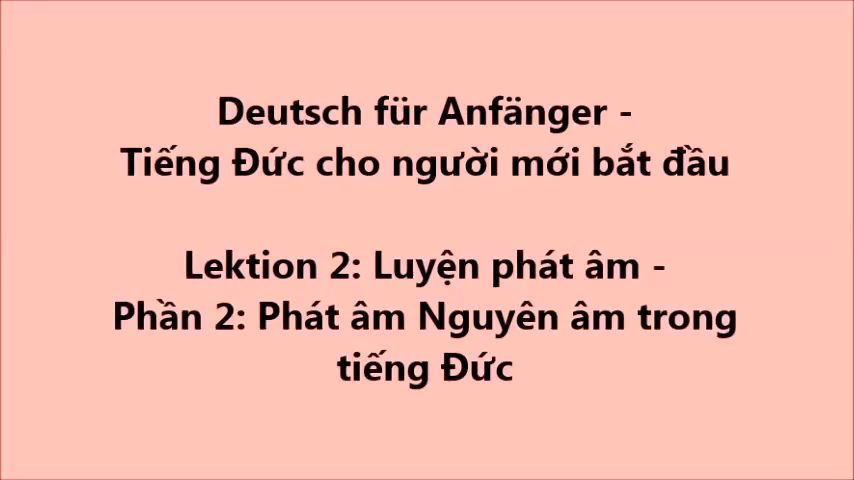 Deutsch für Anfänger -
Tiếng Đức cho người mới bắt đầu
Lektion 2: Luyện phát âm -
Phần 2: Phát âm Nguyên âm trong
tiếng Đức